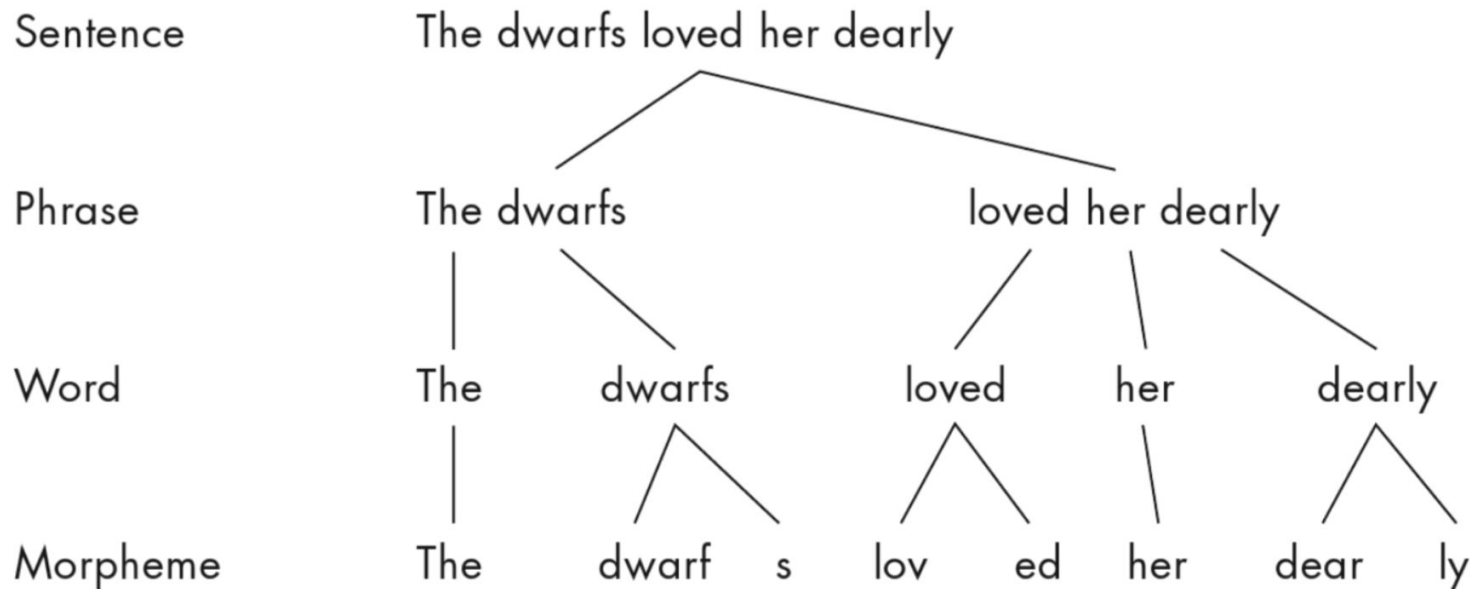 Sentence The dwarfs loved her dearly
Phrase The dwarfs loved her dearly
Word The dwarfs loved her dearly
Morpheme The dwarf s lov ed her dear ly